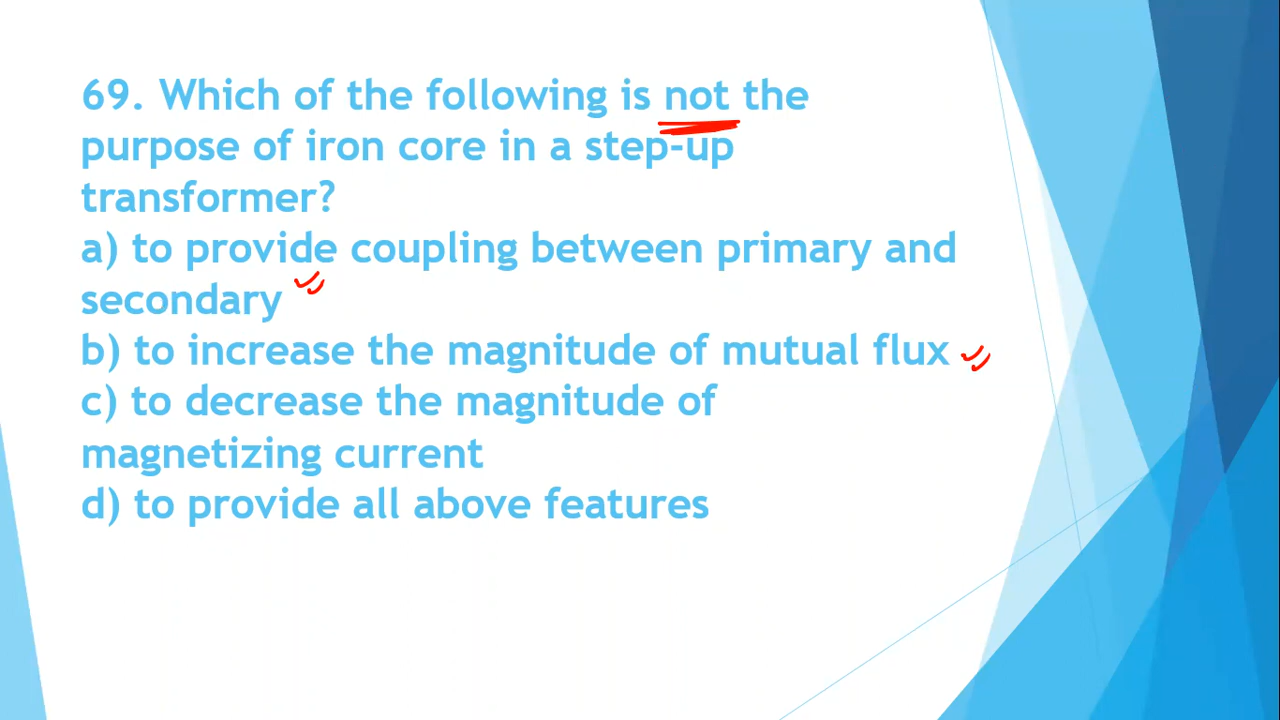 69. Which of the following is not the
purpose of iron core in a step-up
transformer?
a) to provide coupling between primary and
secondary
b) to increase the magnitude of mutual flux
c) to decrease the magnitude of
magnetizing current
d) to provide all above features